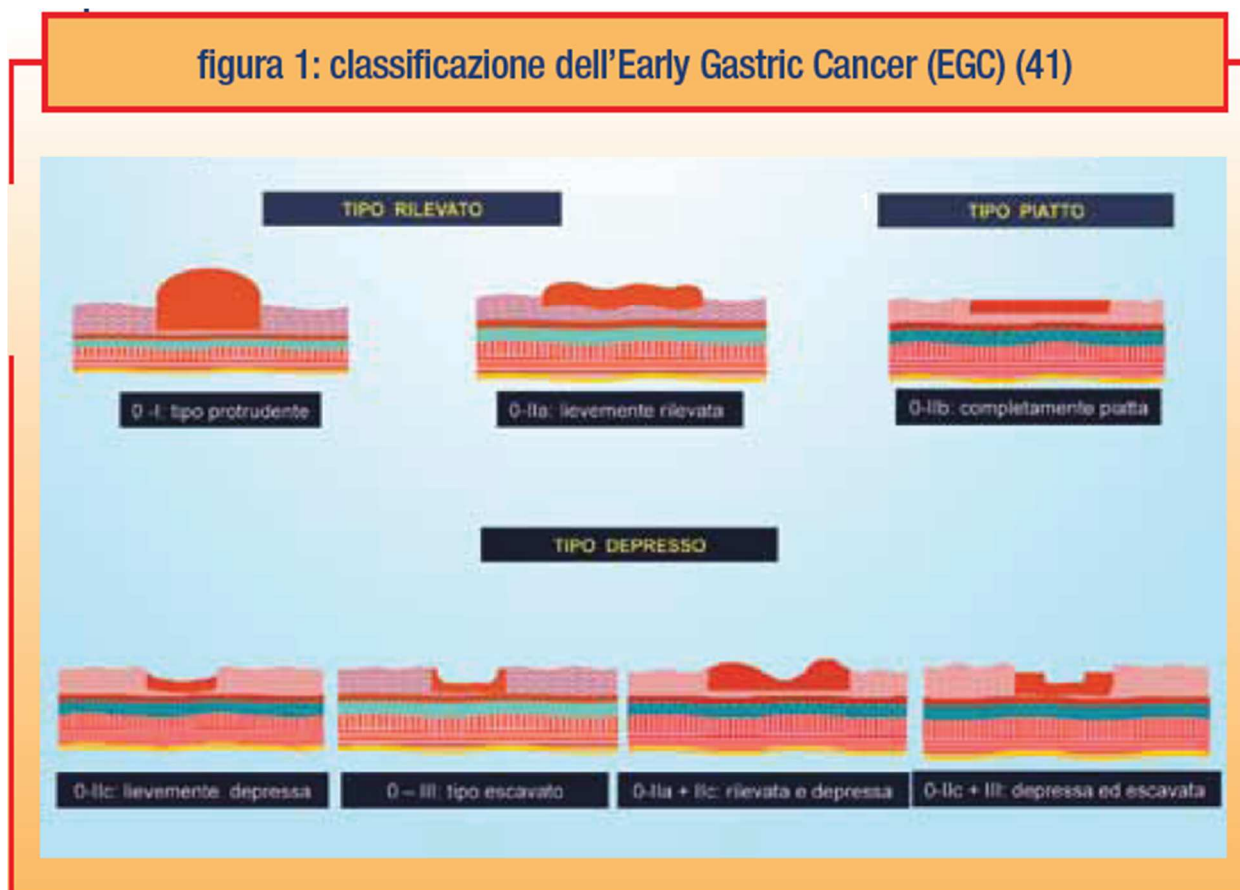 figura 1: classificazione dell’Early Gastric Cancer (EGC) (41)
TIPO RILEVATO
TIPO PIATTO
0 -I: tipo protrudente
0-IIa: lievemente rilevata
0-IIb: completamente piatta
TIPO DEPRESSO
0-IIc: lievemente depressa
0 – III: tipo escavato
0-IIa + IIc: rilevata e depressa
0-IIc + III: depressa ed escavata